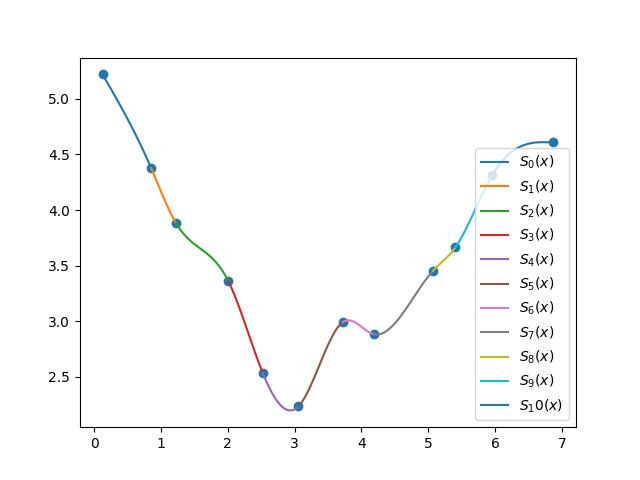 5.0
4.5
4.0
3.5
3.0
2.5
0 1 2 3 4 5 6 7
S₀(x)
S₁(x)
S₂(x)
S₃(x)
S₄(x)
S₅(x)
S₆(x)
S₇(x)
S₈(x)
S₉(x)
S₁0(x)